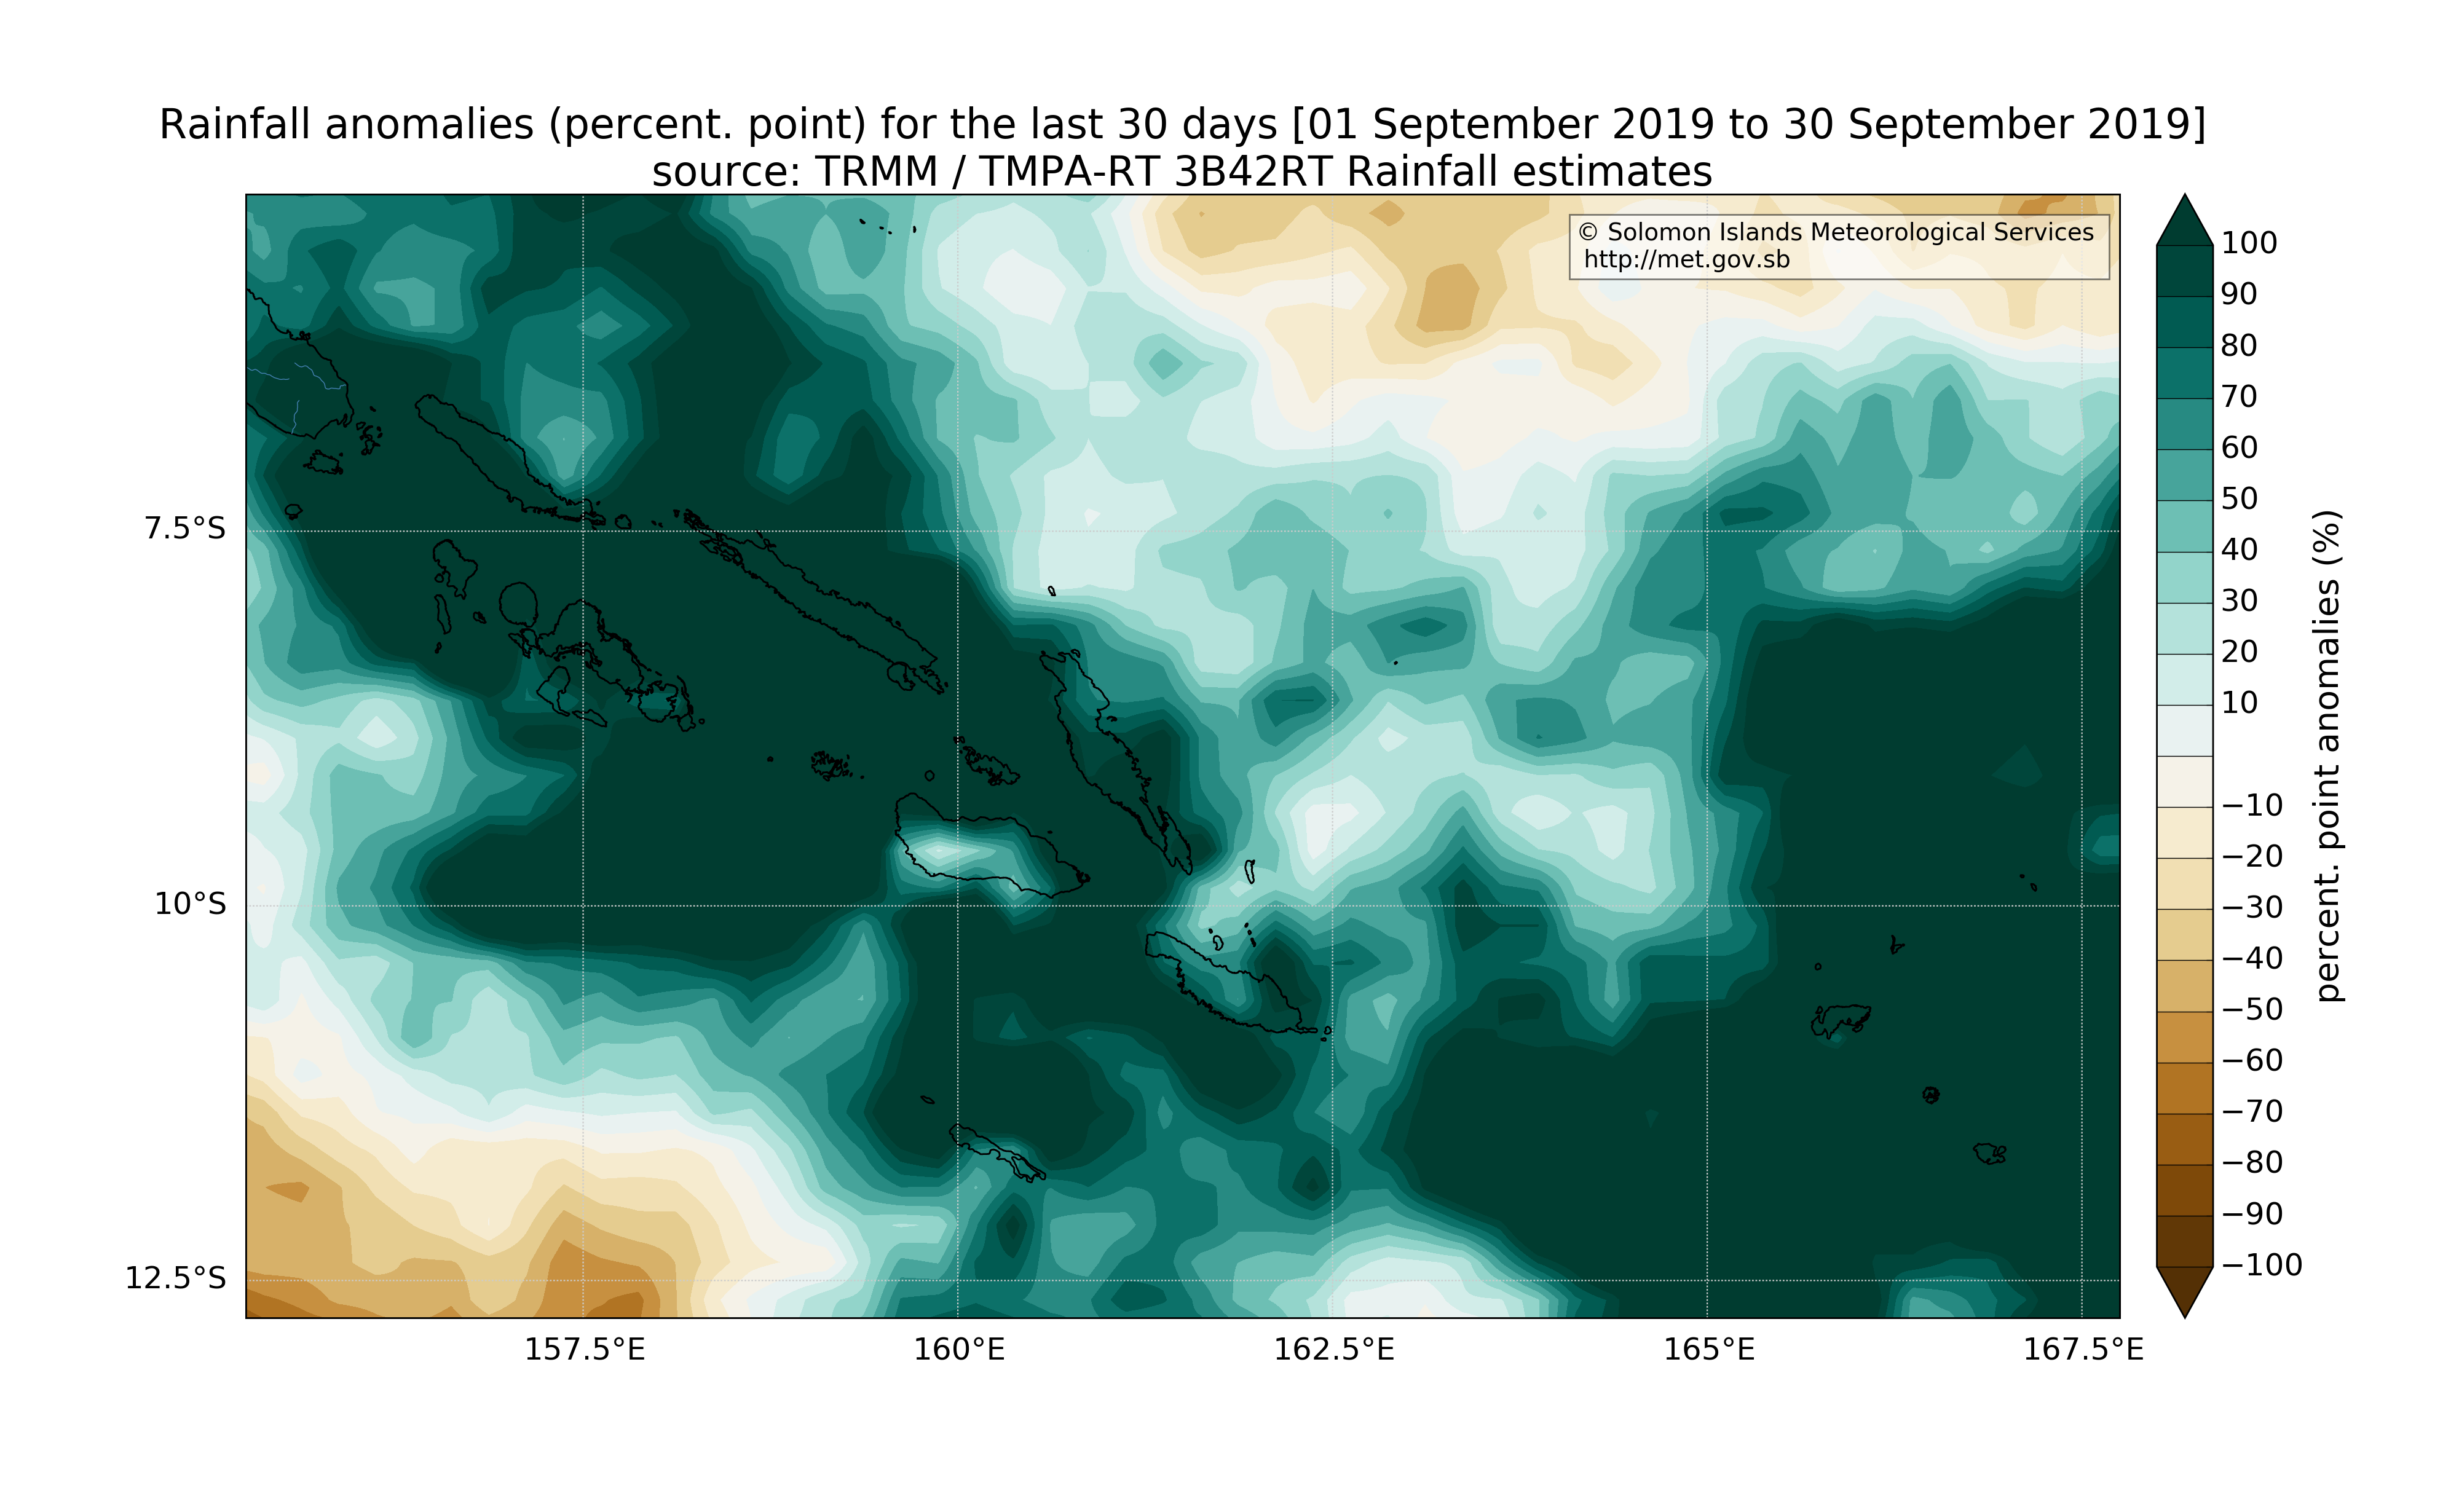 Rainfall anomalies (percent. point) for the last 30 days [01 September 2019 to 30 September 2019]
source: TRMM / TMPA-RT 3B42RT Rainfall estimates
© Solomon Islands Meteorological Services
http://met.gov.sb
7.5°S
10°S
12.5°S
157.5°E
160°E
162.5°E
165°E
167.5°E
100
90
80
70
60
50
40
30
20
10
−10
−20
−30
−40
−50
−60
−70
−80
−90
−100
percent. point anomalies (%)